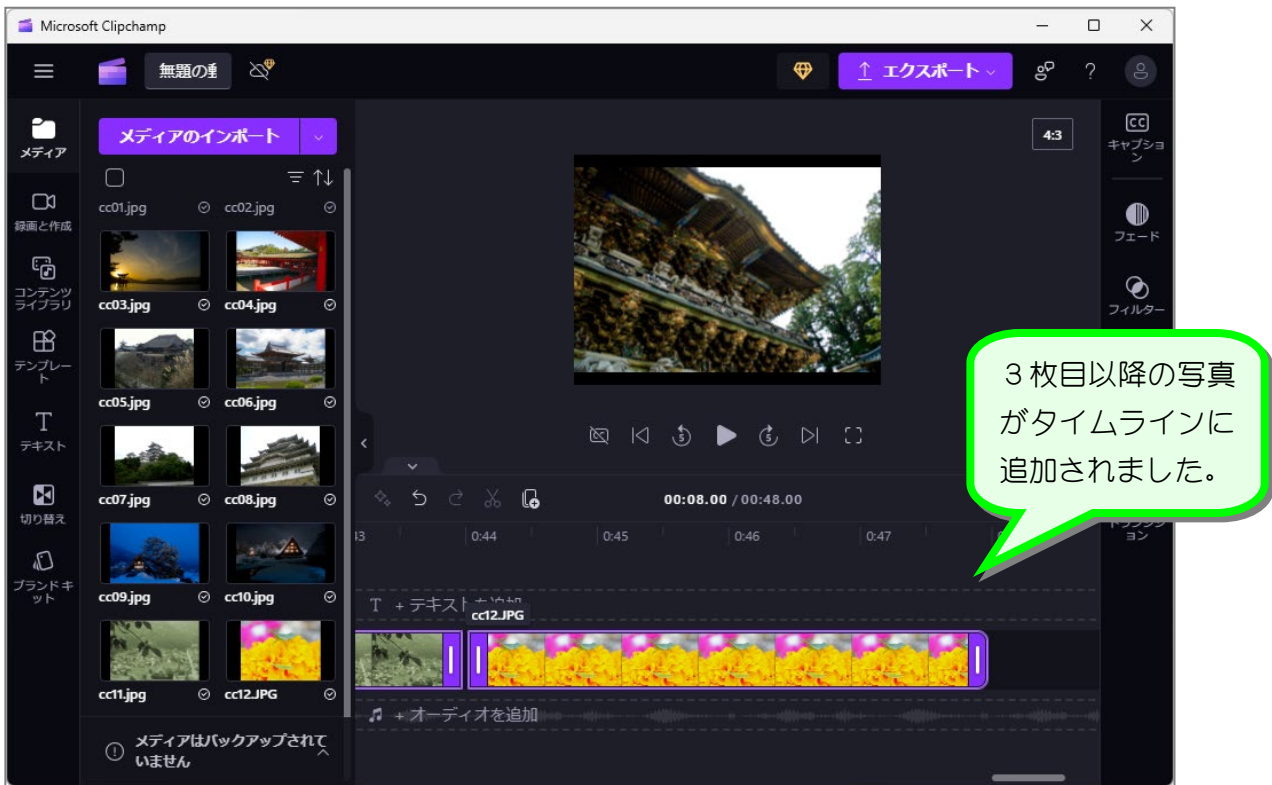 Microsoft Clipchamp
無題の重
エクスポート
?
メディア
録画と作成
コンテンツ
ライブラリ
テンプレー
ト
T
テキスト
切り替え
ブランド キ
ット
メディアのインポート
cc01.jpg
cc02.jpg
cc03.jpg
cc04.jpg
cc05.jpg
cc06.jpg
cc07.jpg
cc08.jpg
cc09.jpg
cc10.jpg
cc11.jpg
cc12.JPG
メディアはバックアップされて
いません
4:3
CC
キャプショ
ン
フェード
フィルター
3枚目以降の写真
がタイムラインに
追加されました。
5
5
00:08.00 / 00:48.00
0:44
0:45
0:46
0:47
ョン
T + テキストを追加
cc12.JPG
+ オーディオを追加